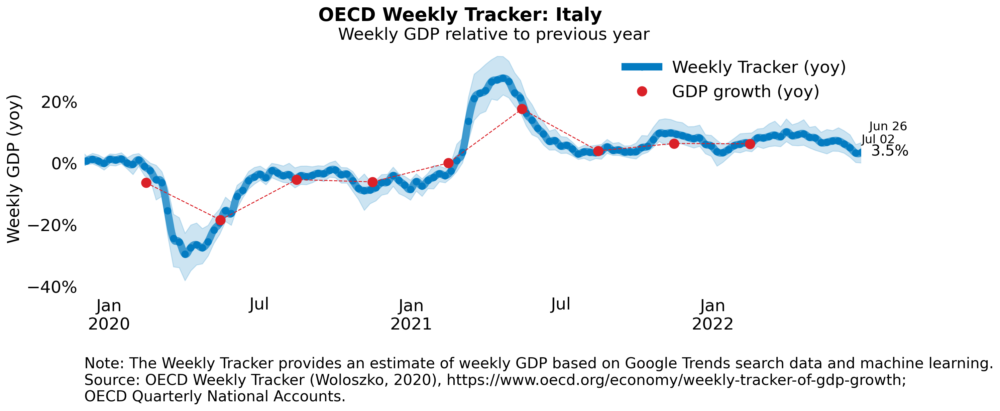 OECD Weekly Tracker: Italy
Weekly GDP relative to previous year
Weekly Tracker (yoy)
GDP growth (yoy)
Weekly GDP (yoy)
20%
0%
−20%
−40%
Jun 26
Jul 02
3.5%
Jan
2020
Jul
Jan
2021
Jul
Jan
2022
Note: The Weekly Tracker provides an estimate of weekly GDP based on Google Trends search data and machine learning.
Source: OECD Weekly Tracker (Woloszko, 2020), https://www.oecd.org/economy/weekly-tracker-of-gdp-growth;
OECD Quarterly National Accounts.